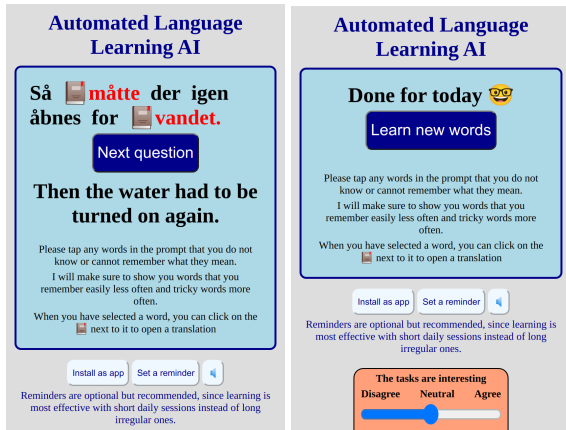 Automated Language
Learning AI
Så måtte der igen
åbnes for vandet.
Next question
Then the water had to be
turned on again.
Please tap any words in the prompt that you do not
know or cannot remember what they mean.
I will make sure to show you words that you
remember easily less often and tricky words more
often.
When you have selected a word, you can click on the
next to it to open a translation
Install as app
Set a reminder
Reminders are optional but recommended, since learning is
most effective with short daily sessions instead of long
irregular ones.
Automated Language
Learning AI
Done for today
Learn new words
Please tap any words in the prompt that you do not
know or cannot remember what they mean.
I will make sure to show you words that you
remember easily less often and tricky words more
often.
When you have selected a word, you can click on the
next to it to open a translation
Install as app
Set a reminder
Reminders are optional but recommended, since learning is
most effective with short daily sessions instead of long
irregular ones.
The tasks are interesting
Disagree Neutral Agree